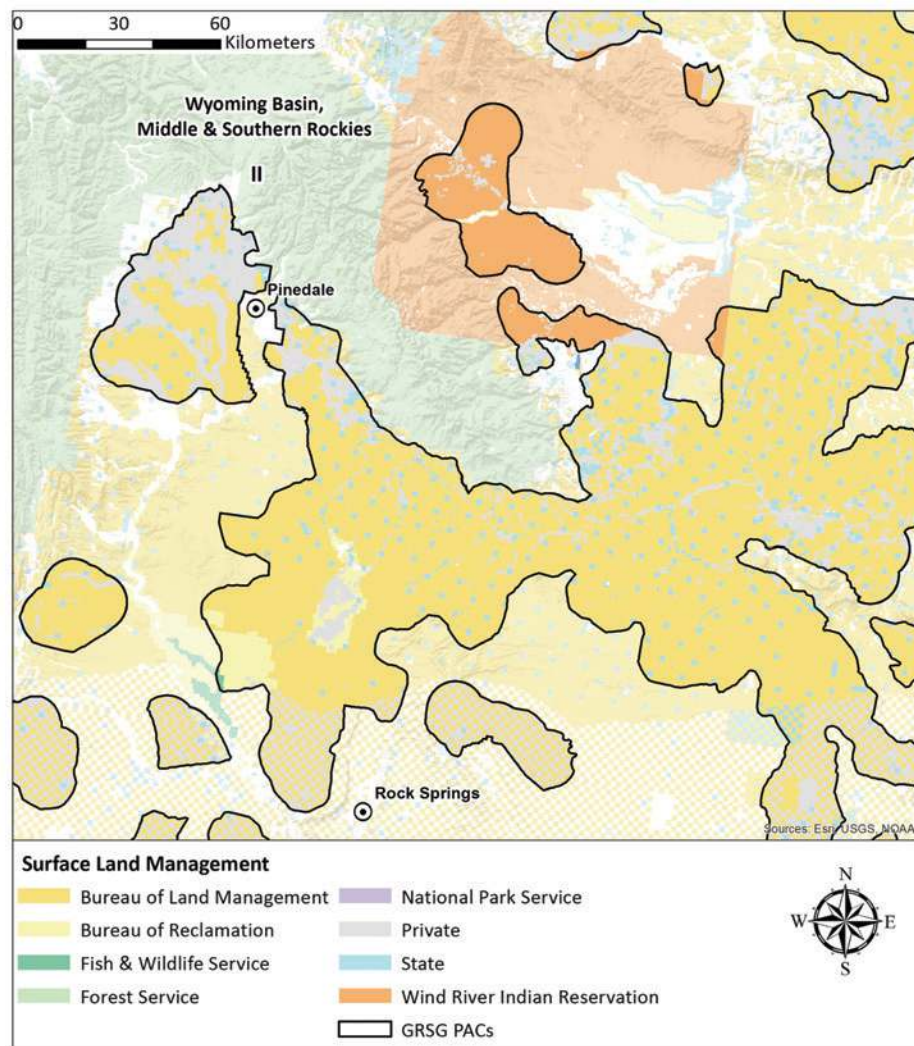 0 30 60
Kilometers
Wyoming Basin,
Middle & Southern Rockies
II
Pinedale
Rock Springs
Sources: Esri, USGS, NOAA
Surface Land Management
Bureau of Land Management
Bureau of Reclamation
Fish & Wildlife Service
Forest Service
National Park Service
Private
State
Wind River Indian Reservation
GRSG PACs
N
W E
S